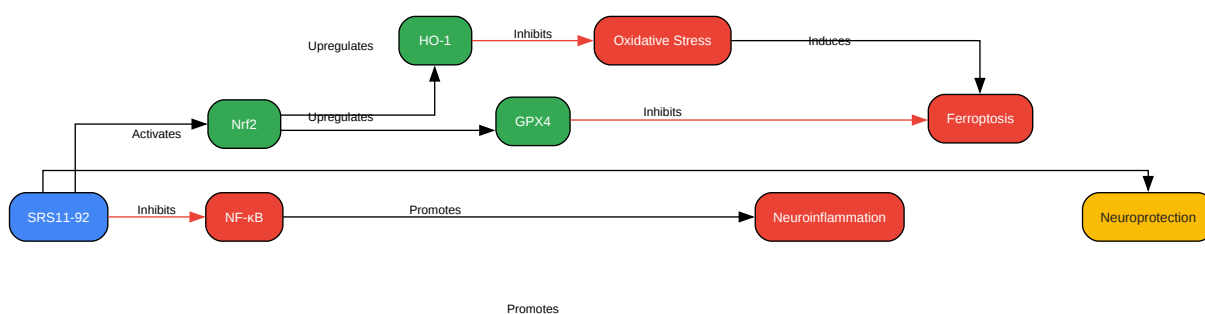 HO-1
Inhibits
Oxidative Stress
Induces
Upregulates
Nrf2
Upregulates
GPX4
Inhibits
Ferroptosis
Activates
SRS11-92
Inhibits
NF-κB
Promotes
Neuroinflammation
Neuroprotection
Promotes